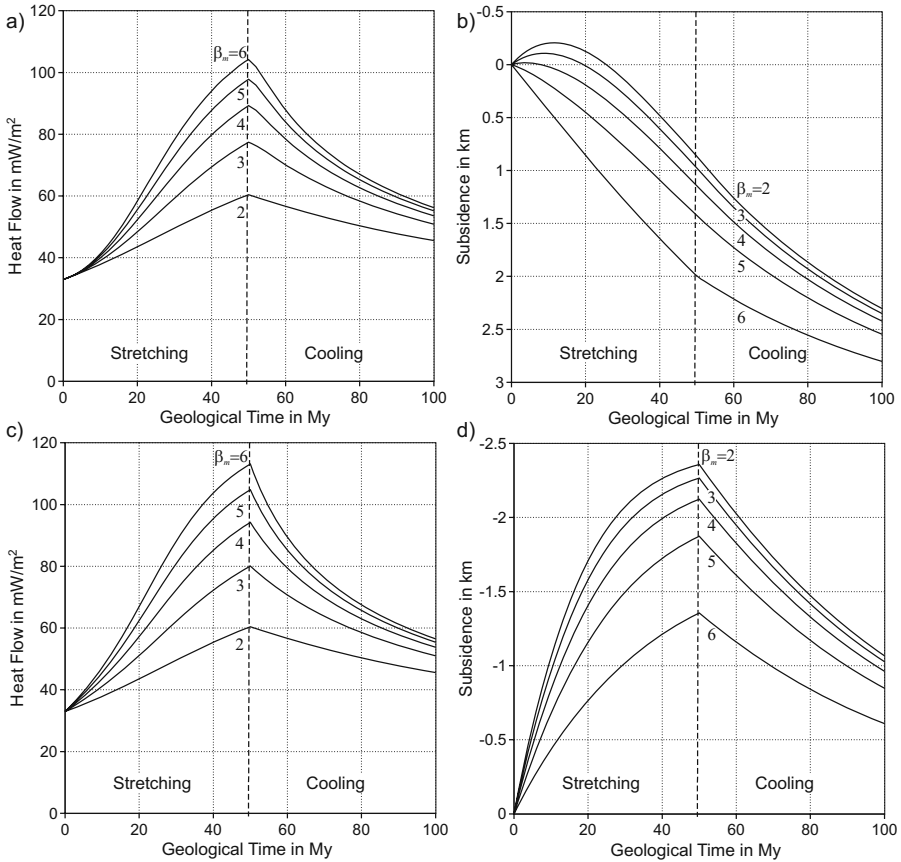 a)
Heat Flow in mW/m²
120
100
80
60
40
20
0
βm=6
5
4
3
2
Stretching
Cooling
0
20
40
60
80
100
Geological Time in My
b)
Subsidence in km
-0.5
0
0.5
1
1.5
2
2.5
3
βm=2
3
4
5
6
Stretching
Cooling
0
20
40
60
80
100
Geological Time in My
c)
Heat Flow in mW/m²
120
100
80
60
40
20
0
βm=6
5
4
3
2
Stretching
Cooling
0
20
40
60
80
100
Geological Time in My
d)
Subsidence in km
-2.5
-2
-1.5
-1
-0.5
0
βm=2
3
4
5
6
Stretching
Cooling
0
20
40
60
80
100
Geological Time in My